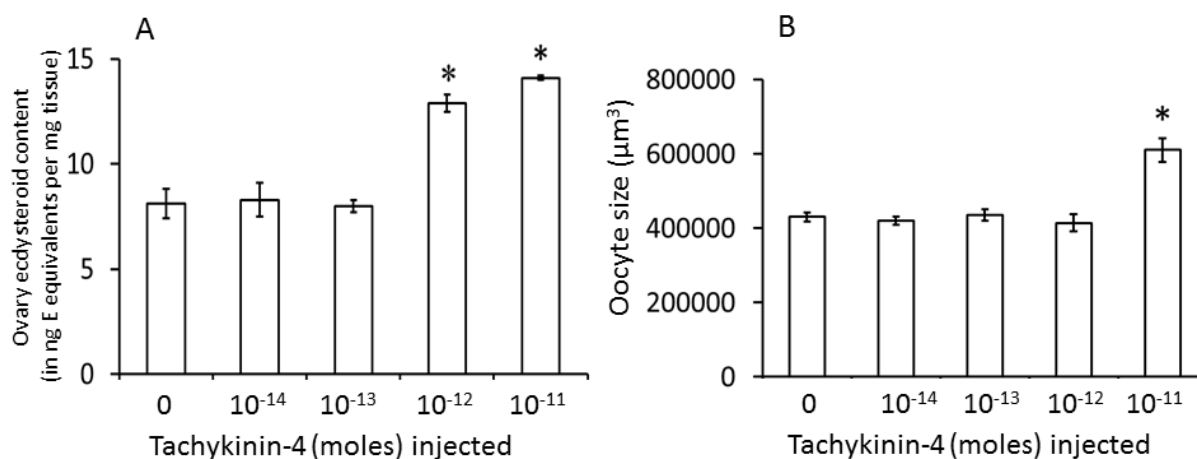 A
Ovary ecdysteroid content
(in ng E equivalents per mg tissue)
15
10
5
0
*
*
0 10⁻¹⁴ 10⁻¹³ 10⁻¹² 10⁻¹¹
Tachykinin-4 (moles) injected
B
Oocyte size (μm³)
800000
600000
400000
200000
0
*
0 10⁻¹⁴ 10⁻¹³ 10⁻¹² 10⁻¹¹
Tachykinin-4 (moles) injected